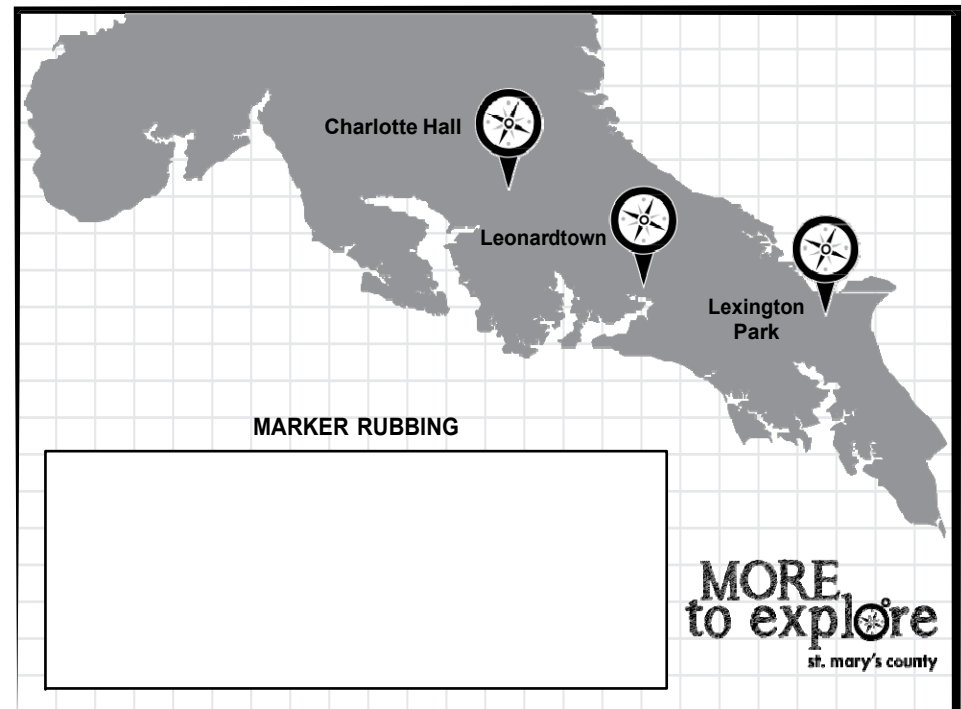 Charlotte Hall
Leonardtown
Lexington
Park
MARKER RUBBING
MORE
to explore
st. mary's county